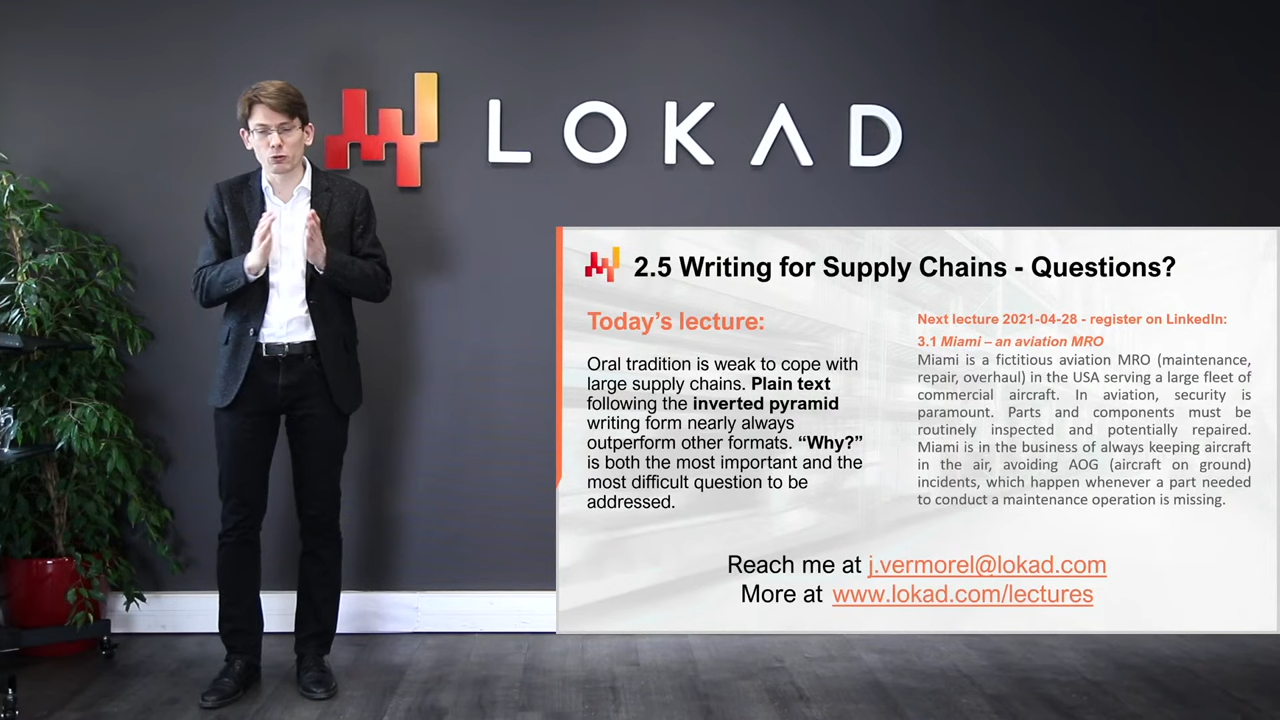 LOKAD
2.5 Writing for Supply Chains - Questions?
Today's lecture:
Oral tradition is weak to cope with
large supply chains. Plain text
following the inverted pyramid
writing form nearly always
outperform other formats. “Why?”
is both the most important and the
most difficult question to be
addressed.
Next lecture 2021-04-28 - register on LinkedIn:
3.1 Miami – an aviation MRO
Miami is a fictitious aviation MRO (maintenance,
repair, overhaul) in the USA serving a large fleet of
commercial aircraft. In aviation, security is
paramount. Parts and components must be
routinely inspected and potentially repaired.
Miami is in the business of always keeping aircraft
in the air, avoiding AOG (aircraft on ground)
incidents, which happen whenever a part needed
to conduct a maintenance operation is missing.
Reach me at j.vermorel@lokad.com
More at www.lokad.com/lectures